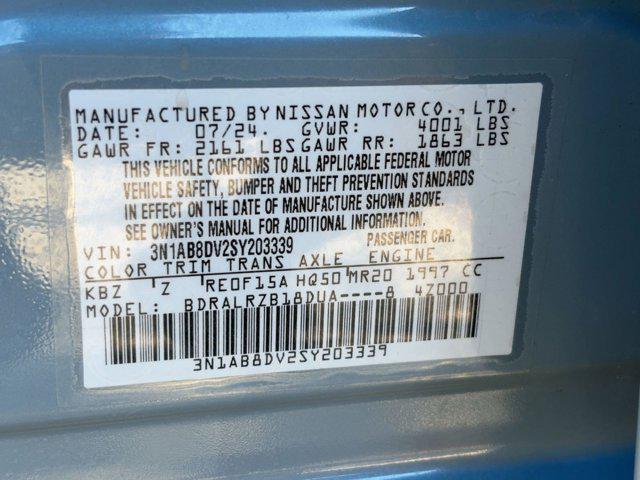 MANUFACTURED BY NISSAN MOTOR CO., LTD.
DATE: 07/24. GVWR: 4001 LBS
GAWR FR: 2161 LBS GAWR RR: 1863 LBS
THIS VEHICLE CONFORMS TO ALL APPLICABLE FEDERAL MOTOR
VEHICLE SAFETY, BUMPER AND THEFT PREVENTION STANDARDS
IN EFFECT ON THE DATE OF MANUFACTURE SHOWN ABOVE.
SEE OWNER'S MANUAL FOR ADDITIONAL INFORMATION.
VIN: 3N1AB8DV2SY203339 PASSENGER CAR.
COLOR TRIM TRANS AXLE ENGINE
KBZ Z RE0F15A HQ50 MR20 1997 CC
MODEL: BDRALRZB18DUA----8 4Z000
3N1AB8DV2SY203339